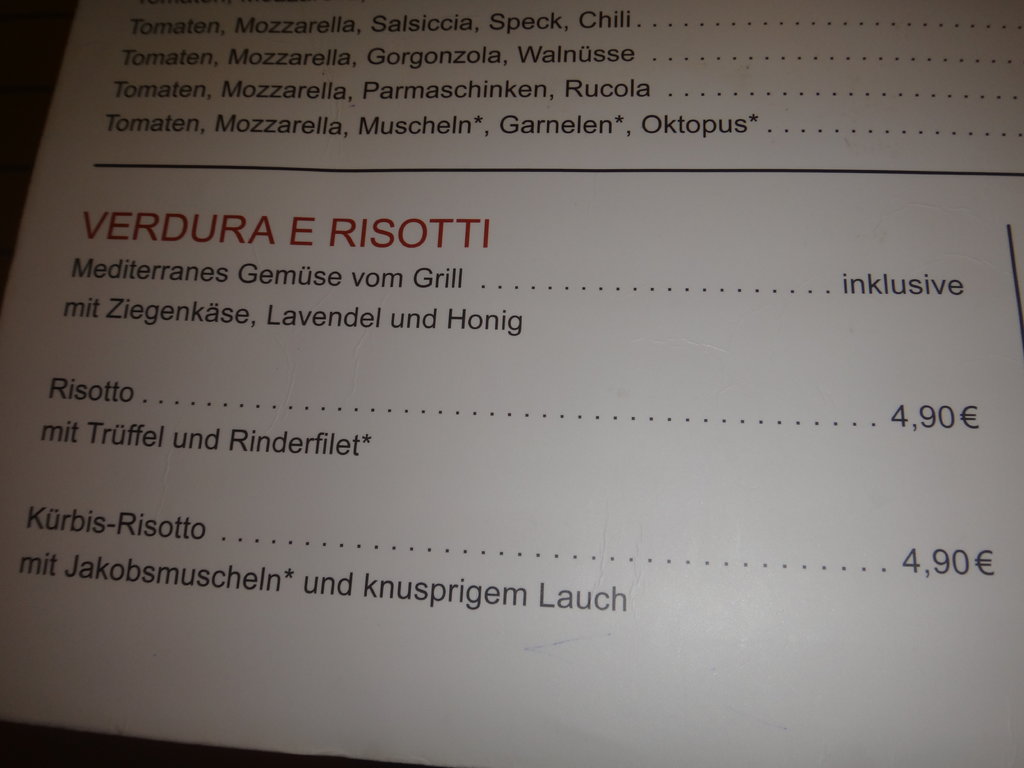 Tomaten, Mozzarella,
Tomaten, Mozzarella, Salsiccia, Speck, Chili
Tomaten, Mozzarella, Gorgonzola, Walnüsse
Tomaten, Mozzarella, Parmaschinken, Rucola
Tomaten, Mozzarella, Muscheln*, Garnelen*, Oktopus*
VERDURA E RISOTTI
Mediterranes Gemüse vom Grill inklusive
mit Ziegenkäse, Lavendel und Honig
Risotto 4,90€
mit Trüffel und Rinderfilet*
Kürbis-Risotto 4,90€
mit Jakobsmuscheln* und knusprigem Lauch